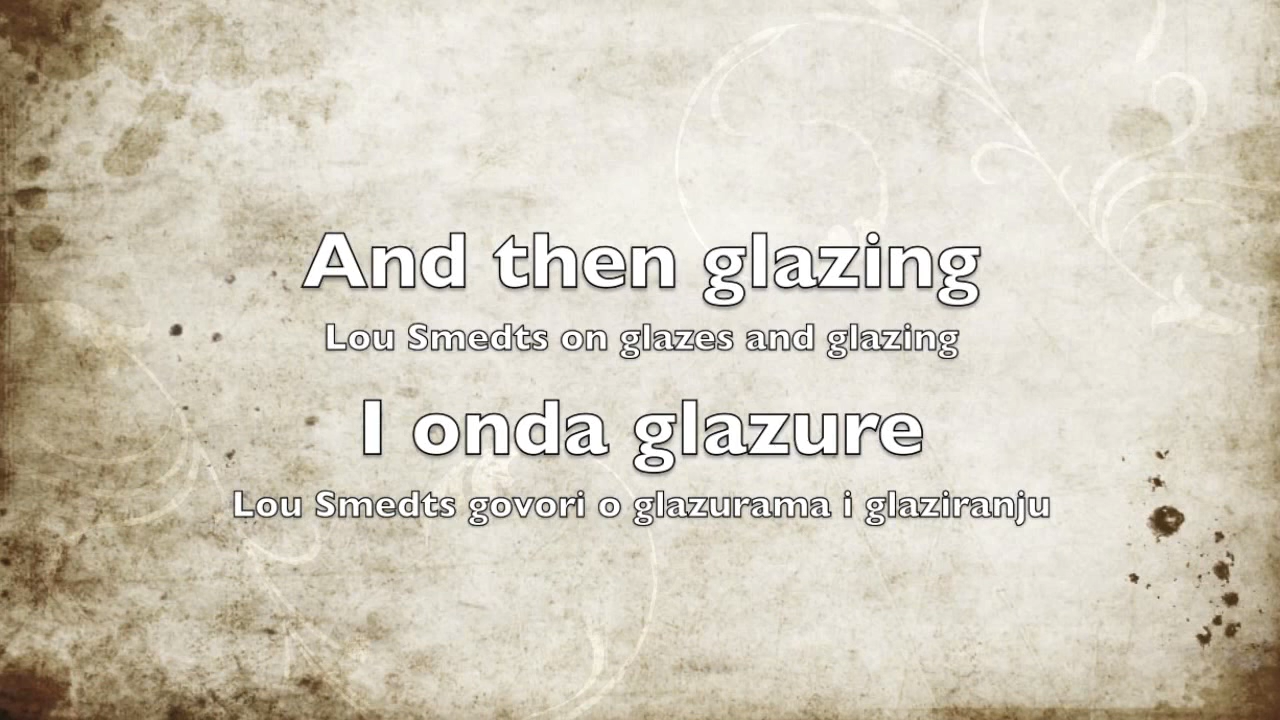 And then glazing
Lou Smedts on glazes and glazing
I onda glazure
Lou Smedts govori o glazurama i glaziranju